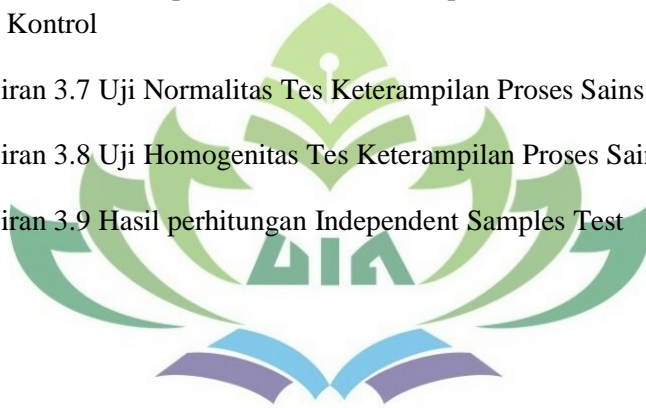 Kontrol
iran 3.7 Uji Normalitas Tes Keterampilan Proses Sains
iran 3.8 Uji Homogenitas Tes Keterampilan Proses Sai
iran 3.9 Hasil perhitungan Independent Samples Test
UIA